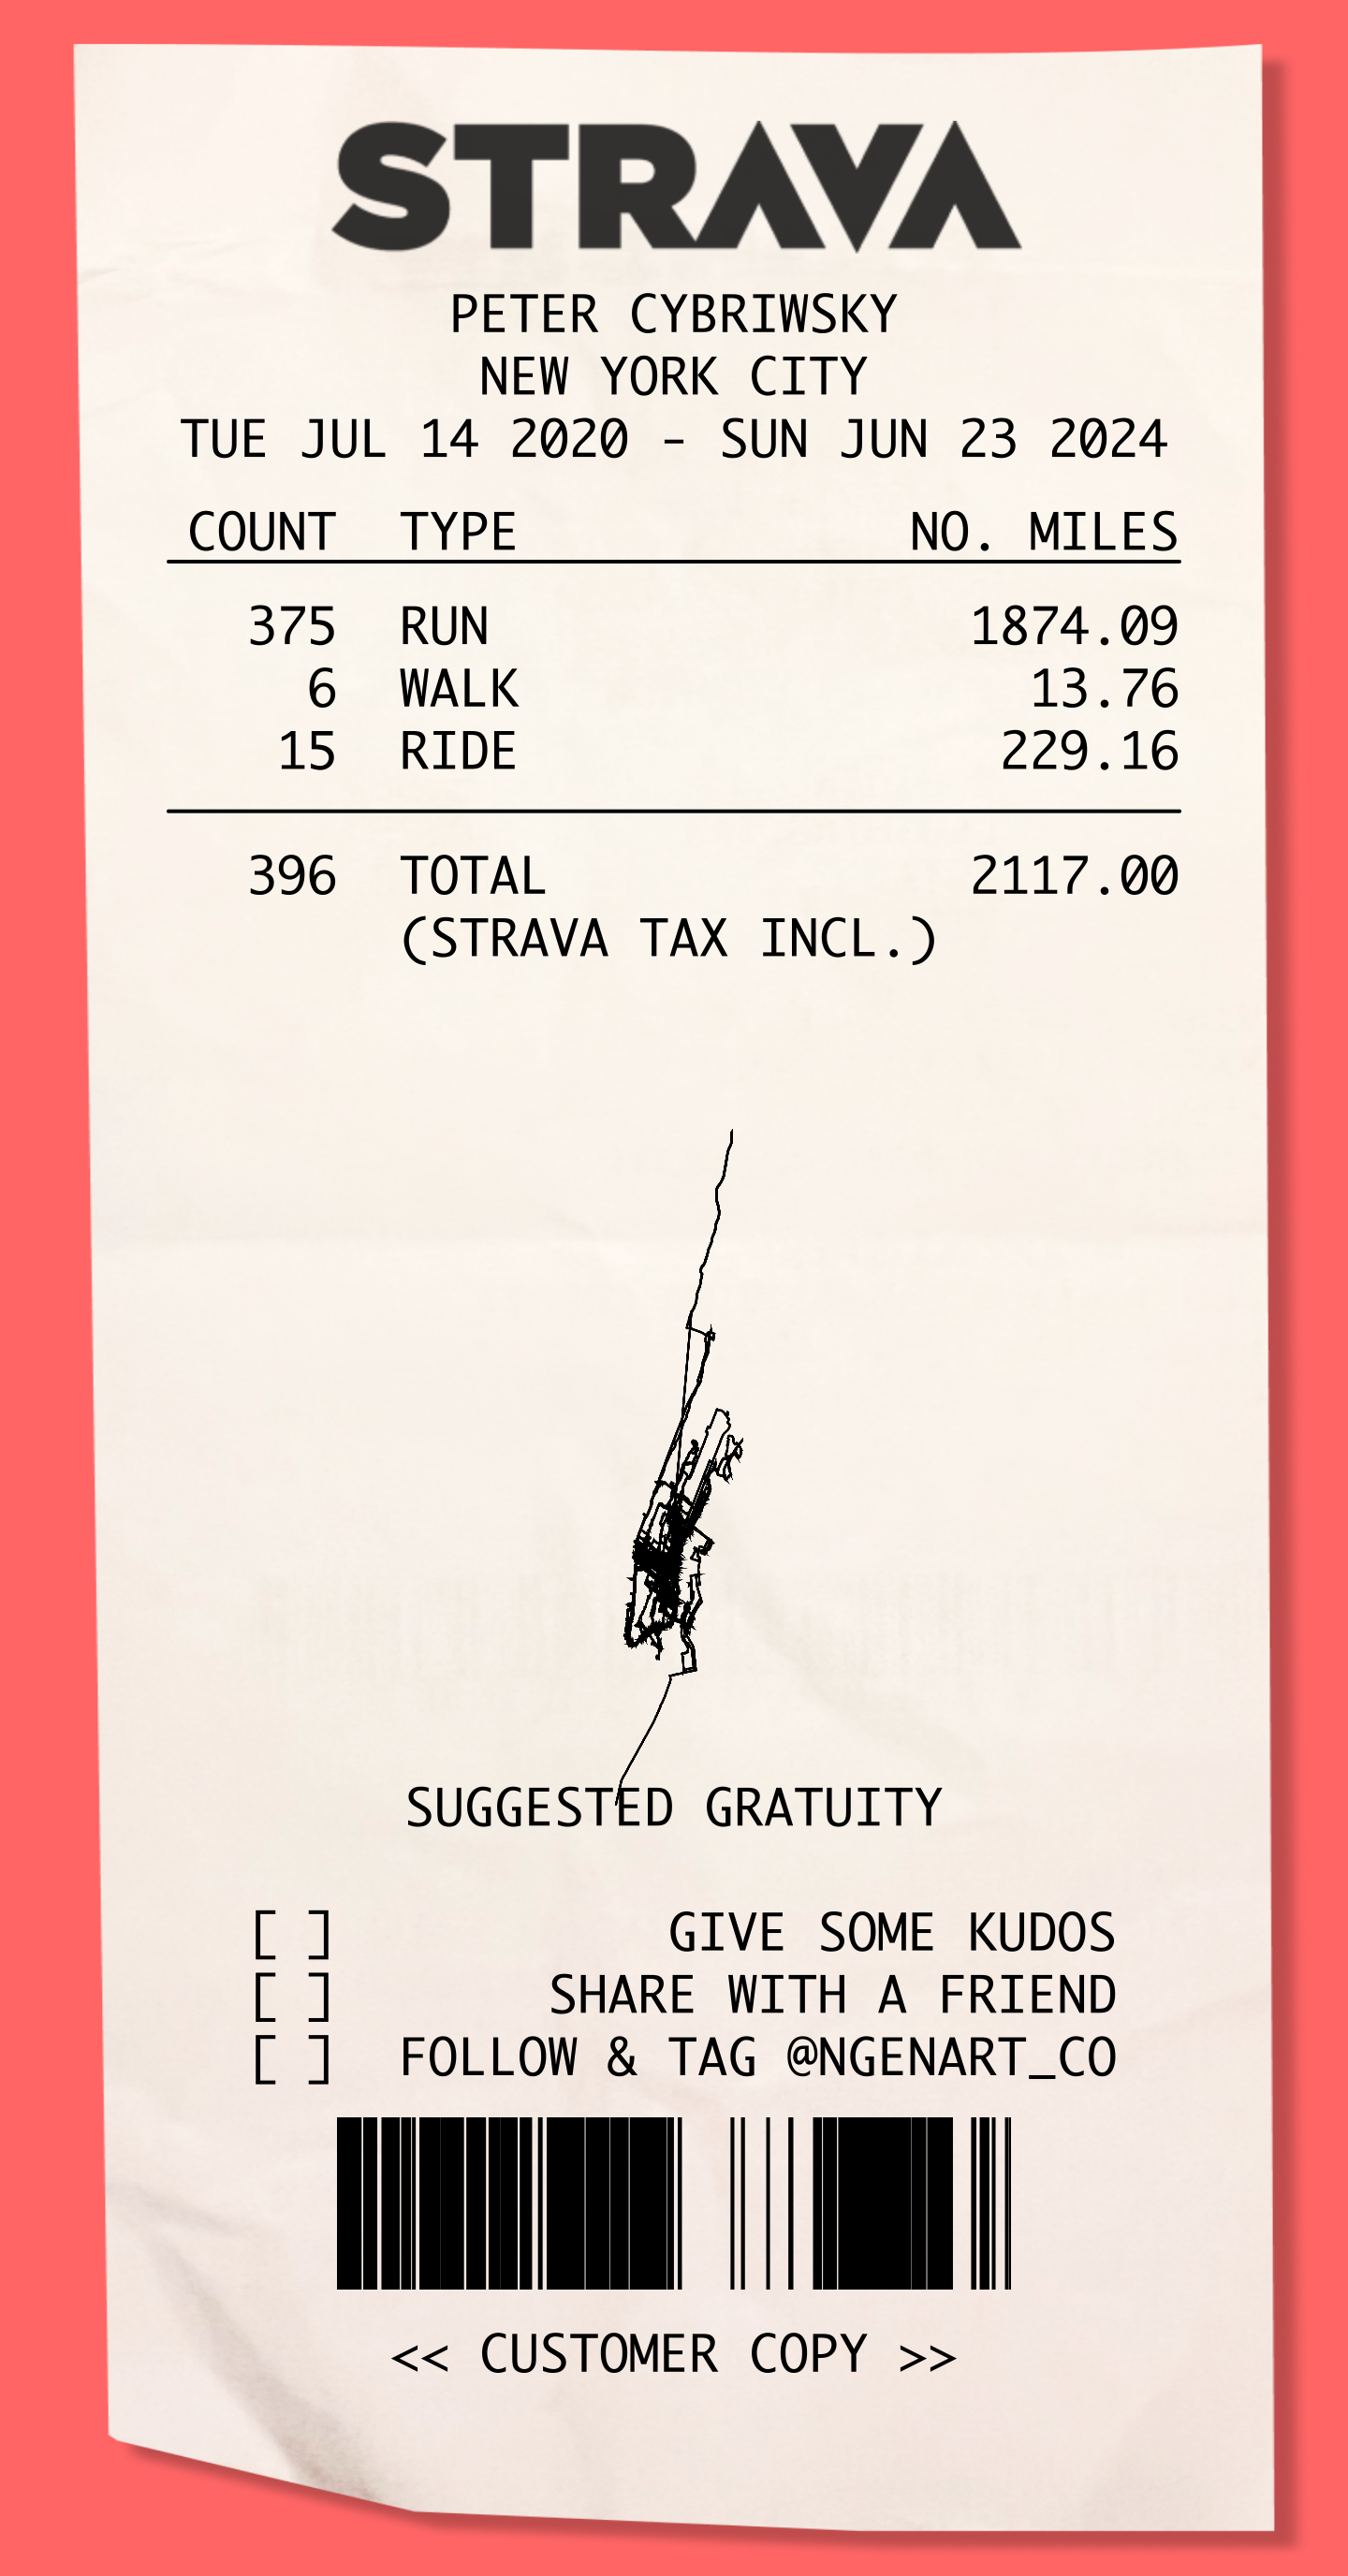 STRAVA
PETER CYBRIWSKY
NEW YORK CITY
TUE JUL 14 2020 - SUN JUN 23 2024
COUNT TYPE NO. MILES
375 RUN 1874.09
6 WALK 13.76
15 RIDE 229.16
396 TOTAL 2117.00
(STRAVA TAX INCL.)
SUGGESTED GRATUITY
[ ] GIVE SOME KUDOS
[ ] SHARE WITH A FRIEND
[ ] FOLLOW & TAG @NGENART_CO
<< CUSTOMER COPY >>